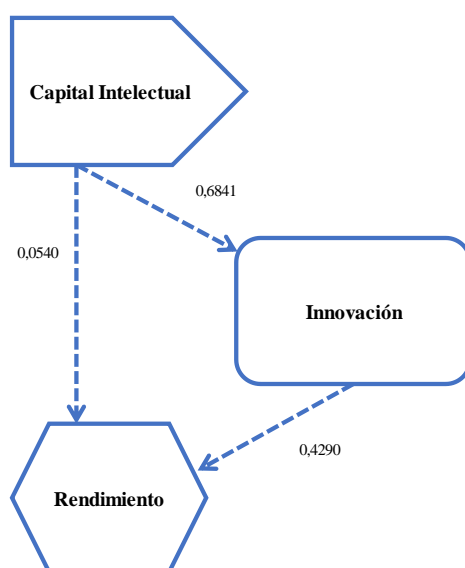 Capital Intelectual
0,6841
0,0540
Innovación
0,4290
Rendimiento